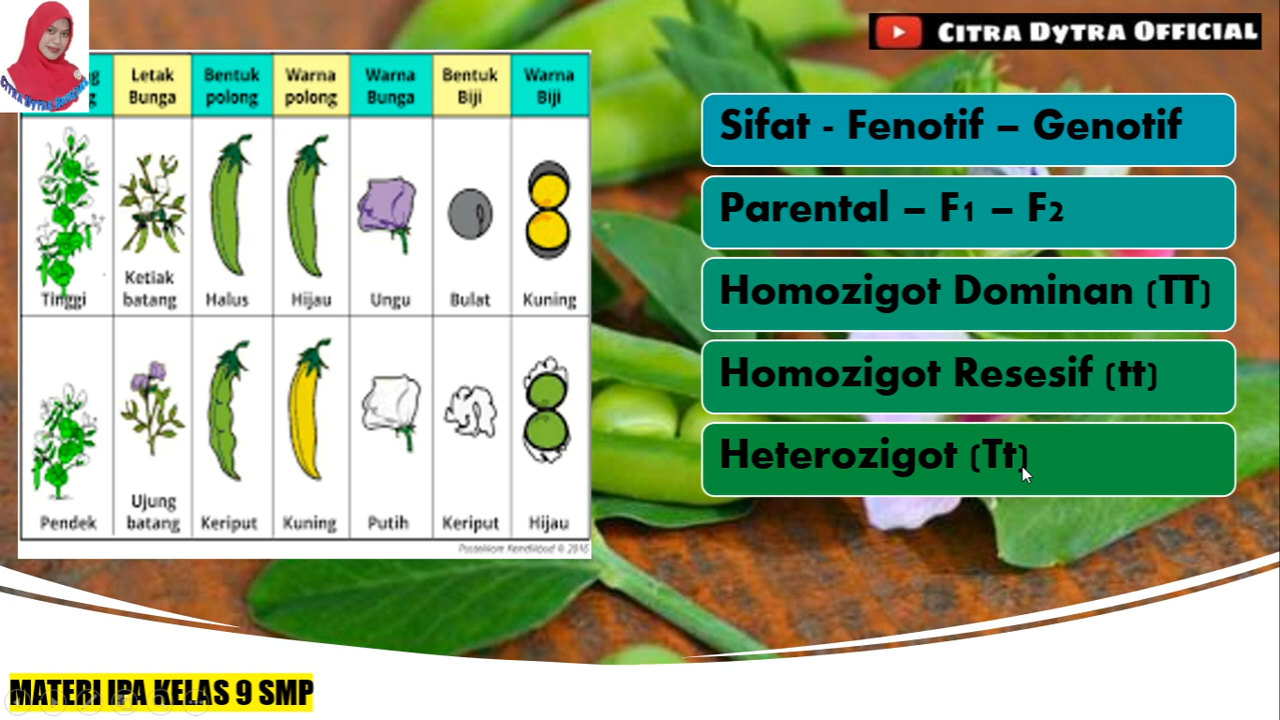 CITRA DYTRA OFFICIAL
Letak Bunga
Bentuk polong
Warna polong
Warna Bunga
Bentuk Biji
Warna Biji
Tinggi
Ketiak batang
Halus
Hijau
Ungu
Bulat
Kuning
Pendek
Ujung batang
Keriput
Kuning
Putih
Keriput
Hijau
Sifat - Fenotif – Genotif
Parental – F1 – F2
Homozigot Dominan (TT)
Homozigot Resesif (tt)
Heterozigot (Tt)
MATERI IPA KELAS 9 SMP